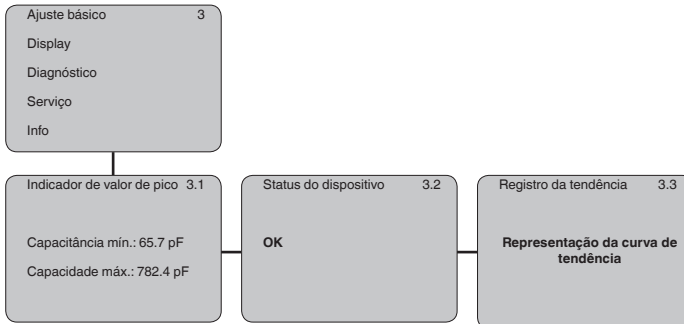 Ajuste básico 3
Display
Diagnóstico
Serviço
Info
Indicador de valor de pico 3.1
Capacitância mín.: 65.7 pF
Capacidade máx.: 782.4 pF
Status do dispositivo 3.2
OK
Registro da tendência 3.3
Representação da curva de
tendência